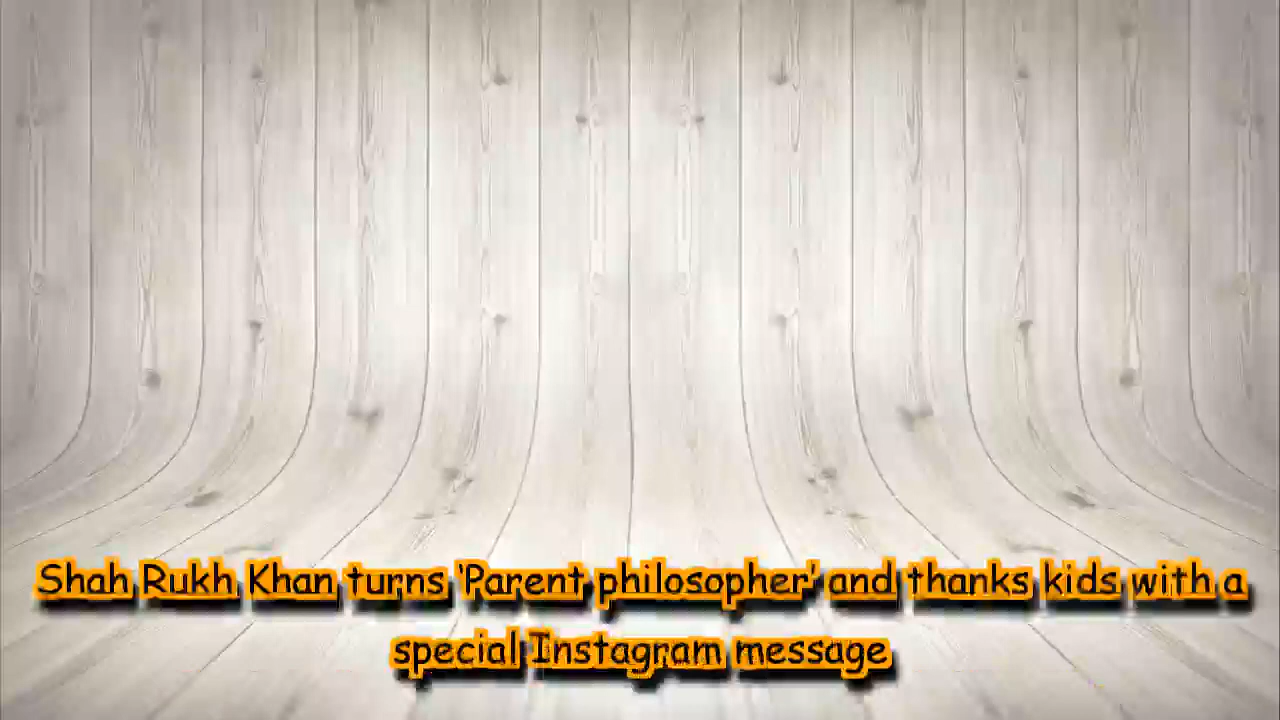 Shah Rukh Khan turns ‘Parent philosopher’ and thanks kids with a
special Instagram message